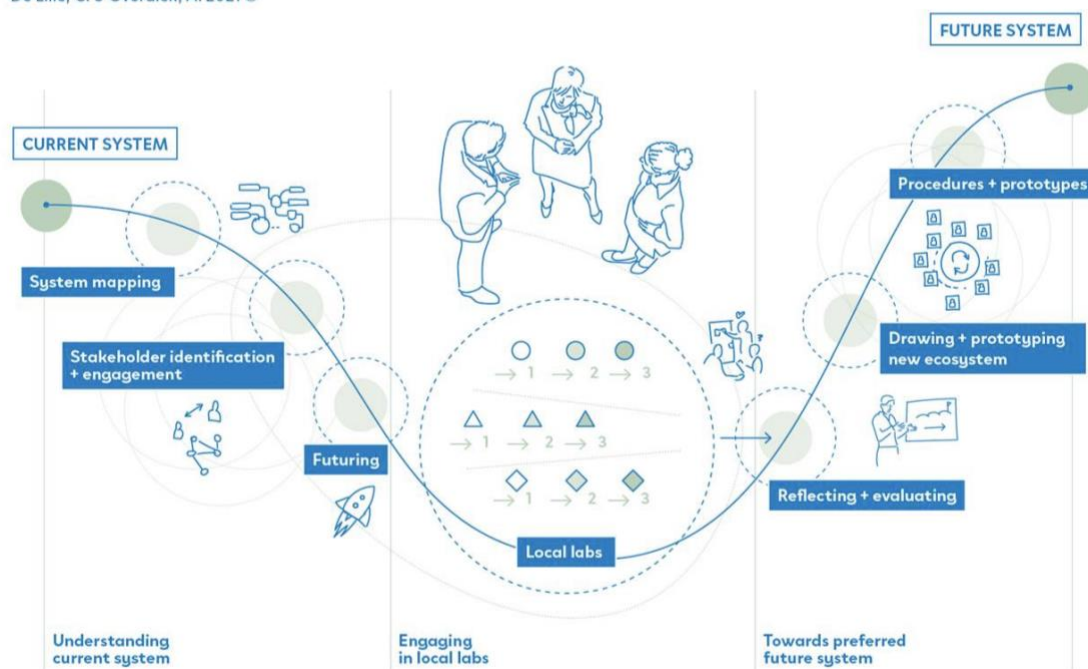 FUTURE SYSTEM
CURRENT SYSTEM
Procedures + prototypes
System mapping
Stakeholder identification
+ engagement
Drawing + prototyping
new ecosystem
→ 1 → 2 → 3
→ 1 → 2 → 3
→ 1 → 2 → 3
Futuring
Reflecting + evaluating
Local labs
Understanding
current system
Engaging
in local labs
Towards preferred
future system